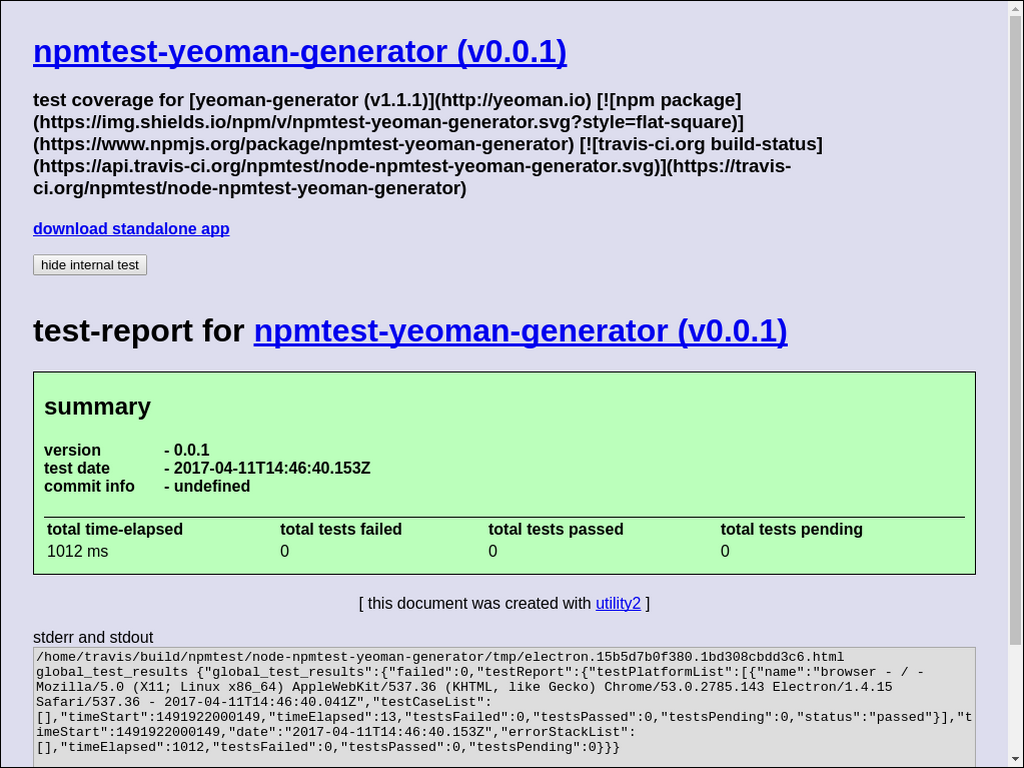 npmtest-yeoman-generator (v0.0.1)
test coverage for [yeoman-generator (v1.1.1)](http://yeoman.io) [![npm package]
(https://img.shields.io/npm/v/npmtest-yeoman-generator.svg?style=flat-square)]
(https://www.npmjs.org/package/npmtest-yeoman-generator) [![travis-ci.org build-status]
(https://api.travis-ci.org/npmtest/node-npmtest-yeoman-generator.svg)](https://travis-
ci.org/npmtest/node-npmtest-yeoman-generator)
download standalone app
hide internal test
test-report for npmtest-yeoman-generator (v0.0.1)
summary
version - 0.0.1
test date - 2017-04-11T14:46:40.153Z
commit info - undefined
total time-elapsed total tests failed total tests passed total tests pending
1012 ms 0 0 0
[ this document was created with utility2 ]
stderr and stdout
/home/travis/build/npmtest/node-npmtest-yeoman-generator/tmp/electron.15b5d7b0f380.1bd308cbdd3c6.html
global_test_results {"global_test_results":{"failed":0,"testReport":{"testPlatformList":[{"name":"browser - / -
Mozilla/5.0 (X11; Linux x86_64) AppleWebKit/537.36 (KHTML, like Gecko) Chrome/53.0.2785.143 Electron/1.4.15
Safari/537.36 - 2017-04-11T14:46:40.041Z","testCaseList":
[],"timeStart":1491922000149,"timeElapsed":13,"testsFailed":0,"testsPassed":0,"testsPending":0,"status":"passed"}],"t
imeStart":1491922000149,"date":"2017-04-11T14:46:40.153Z","errorStackList":
[],"timeElapsed":1012,"testsFailed":0,"testsPassed":0,"testsPending":0}}}